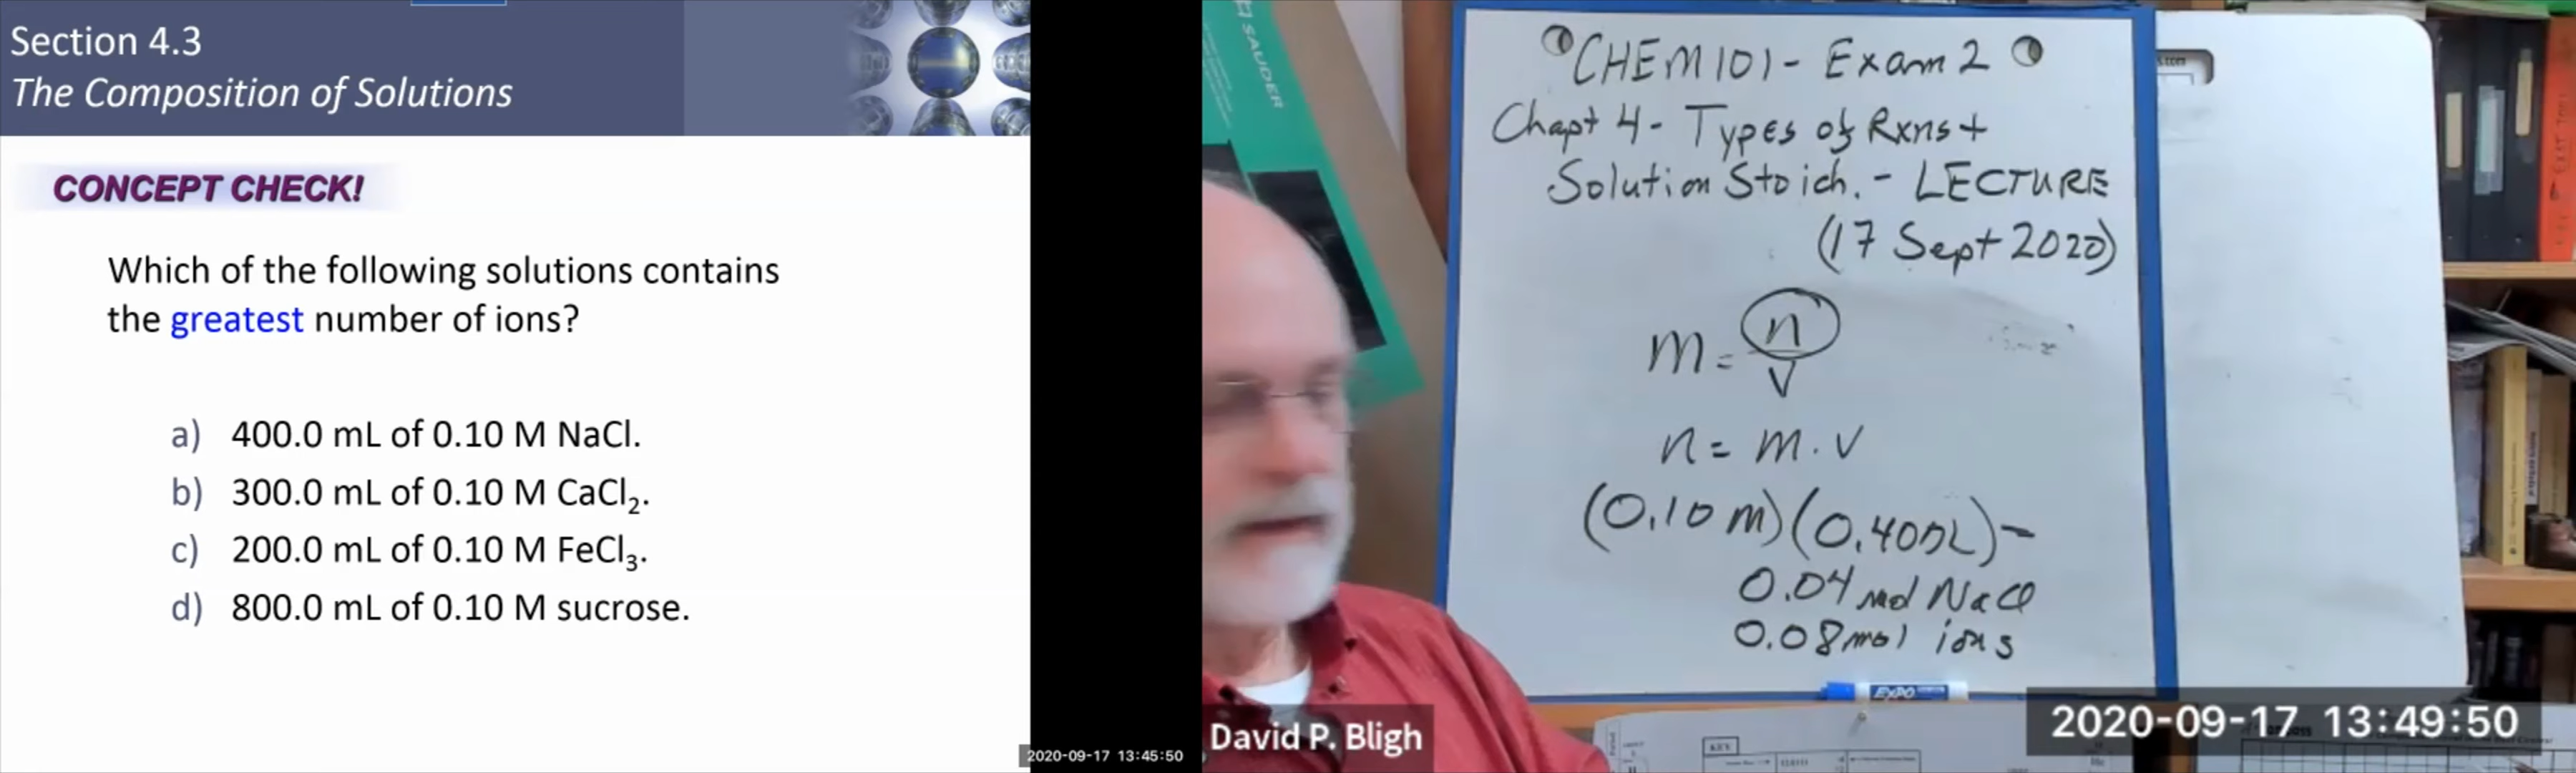 Section 4.3
The Composition of Solutions
CONCEPT CHECK!
Which of the following solutions contains
the greatest number of ions?
a) 400.0 mL of 0.10 M NaCl.
b) 300.0 mL of 0.10 M CaCl₂.
c) 200.0 mL of 0.10 M FeCl₃.
d) 800.0 mL of 0.10 M sucrose.
2020-09-17 13:45:50
SAUDER
CHEM 101 - Exam 2
Chapt 4 - Types of Rxns +
Solution Stoich. - LECTURE
(17 Sept 2020)
M = n
V
n = M · V
(0.10 M)(0.400L) =
0.04 mol NaCl
0.08 mol ions
EXPO
KEY
David P. Bligh
2020-09-17 13:49:50